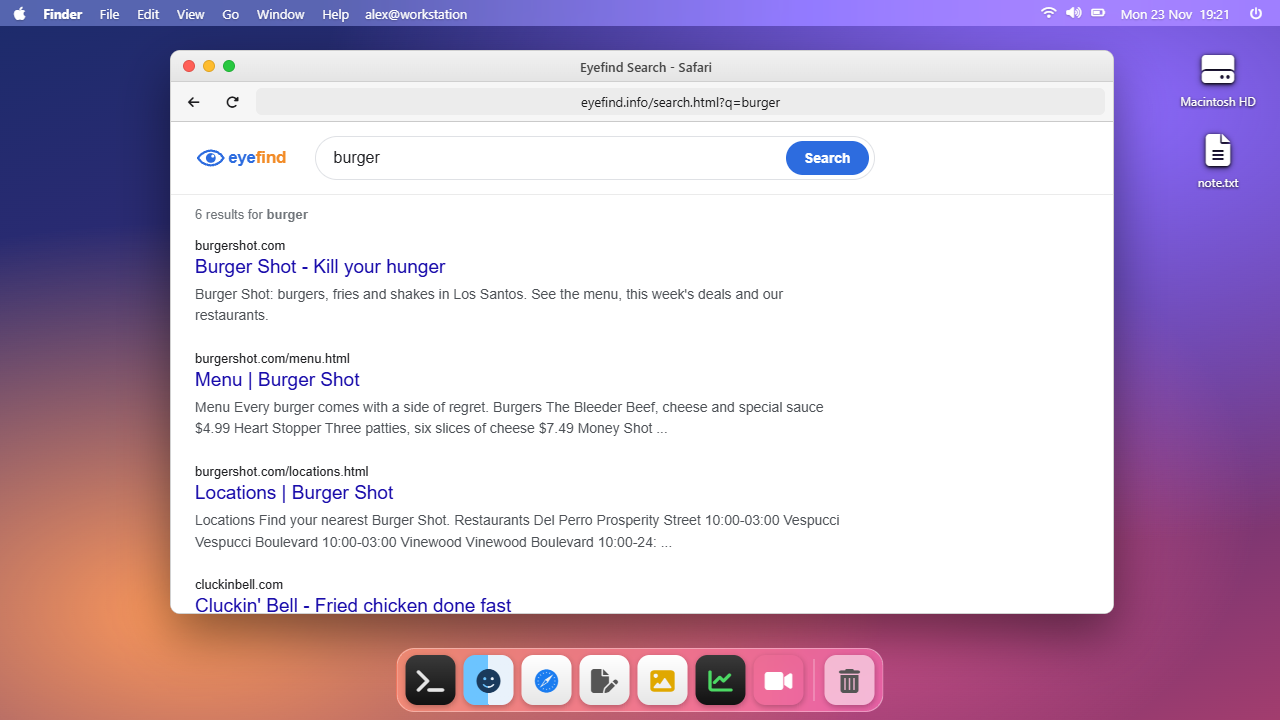 Finder File Edit View Go Window Help alex@workstation Mon 23 Nov 19:21
Eyefind Search - Safari
eyefind.info/search.html?q=burger
Macintosh HD
note.txt
eyefind burger Search
6 results for burger
burgershot.com
Burger Shot - Kill your hunger
Burger Shot: burgers, fries and shakes in Los Santos. See the menu, this week's deals and our
restaurants.
burgershot.com/menu.html
Menu | Burger Shot
Menu Every burger comes with a side of regret. Burgers The Bleeder Beef, cheese and special sauce
$4.99 Heart Stopper Three patties, six slices of cheese $7.49 Money Shot ...
burgershot.com/locations.html
Locations | Burger Shot
Locations Find your nearest Burger Shot. Restaurants Del Perro Prosperity Street 10:00-03:00 Vespucci
Vespucci Boulevard 10:00-03:00 Vinewood Vinewood Boulevard 10:00-24: ...
cluckinbell.com
Cluckin' Bell - Fried chicken done fast